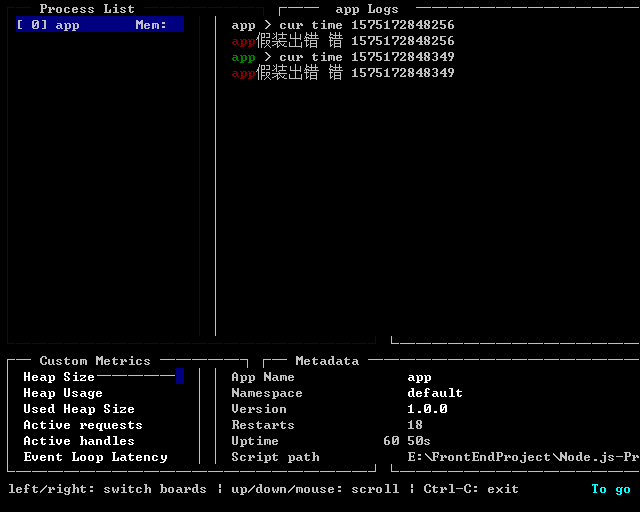 Process List
[ 0] app Mem:
app Logs
app > cur time 1575172848256
app假装出错 错 1575172848256
app > cur time 1575172848349
app假装出错 错 1575172848349
Custom Metrics
Heap Size
Heap Usage
Used Heap Size
Active requests
Active handles
Event Loop Latency
Metadata
App Name app
Namespace default
Version 1.0.0
Restarts 18
Uptime 60 50s
Script path E:\FrontEndProject\Node.js-Pr
left/right: switch boards | up/down/mouse: scroll | Ctrl-C: exit To go